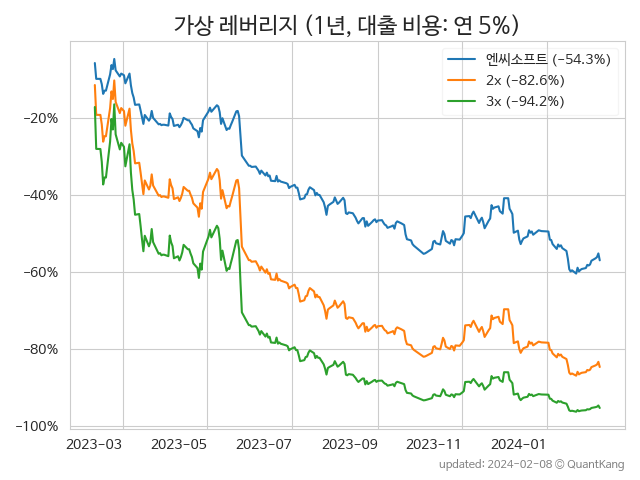 가상 레버리지 (1년, 대출 비용: 연 5%)
엔씨소프트 (−54.3%)
2x (−82.6%)
3x (−94.2%)
−20%
−40%
−60%
−80%
−100%
2023-03 2023-05 2023-07 2023-09 2023-11 2024-01
updated: 2024-02-08 © QuantKang